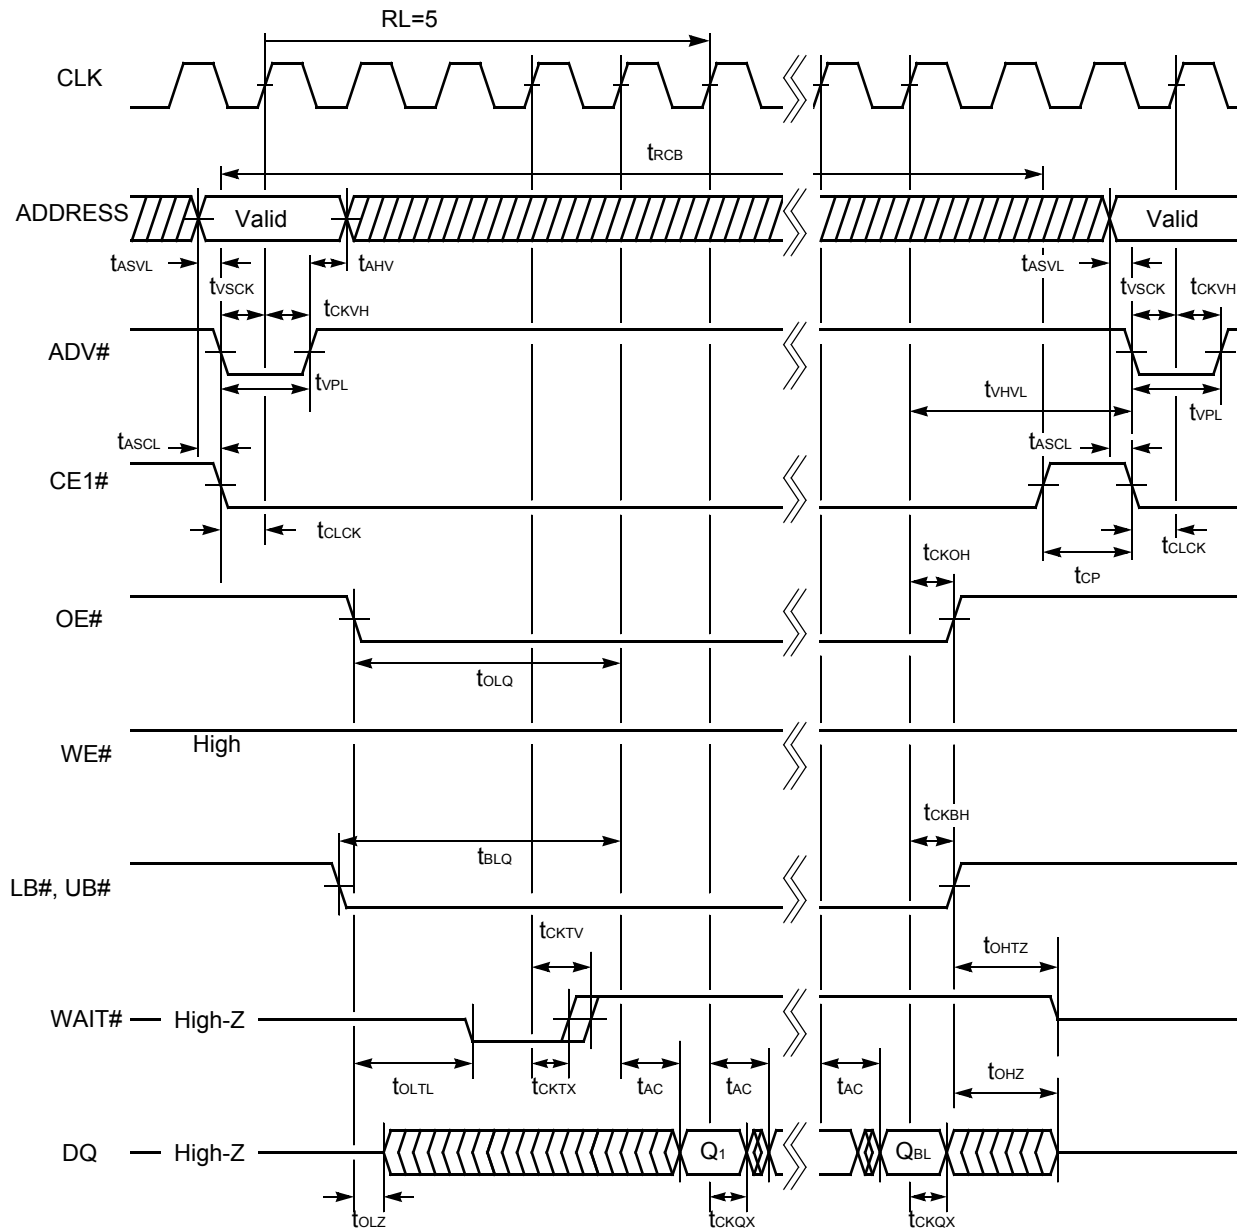 RL=5
CLK
tRCB
ADDRESS Valid Valid
tASVL tAHV tASVL
tVSCK tCKVH tVSCK tCKVH
ADV#
tVPL tVHVL tVPL
tASCL tASCL
CE1#
tCLCK tCLCK
tCKOH tCP
OE#
tOLQ
High
WE#
tCKBH
tBLQ
LB#, UB#
tCKTV tOHTZ
WAIT# High-Z
tOLTL tCKTX tAC tAC tAC tOHZ
DQ High-Z Q1 QBL
tOLZ tCKQX tCKQX